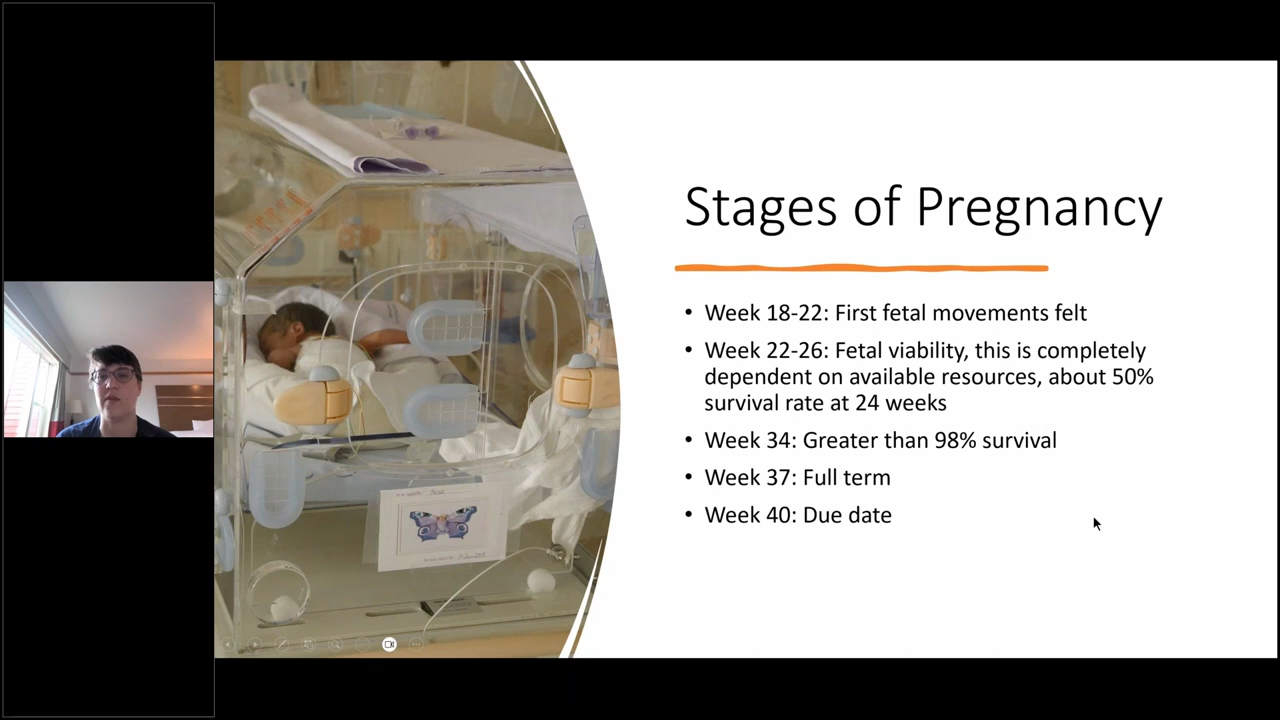 Stages of Pregnancy
• Week 18-22: First fetal movements felt
• Week 22-26: Fetal viability, this is completely
dependent on available resources, about 50%
survival rate at 24 weeks
• Week 34: Greater than 98% survival
• Week 37: Full term
• Week 40: Due date